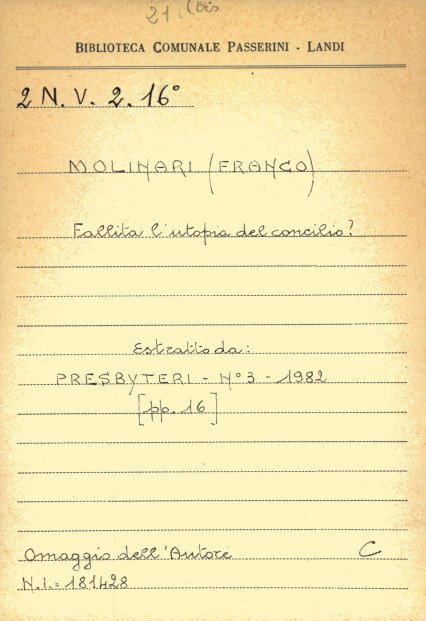 21 (bis
BIBLIOTECA COMUNALE PASSERINI - LANDI
2 N. V. 2. 16°
MOLINARI (FRANCO)
Fallita l'utopia del concilio?
Estratto da:
PRESBYTERI - N° 3 - 1982
[pp. 16]
Omaggio dell'Autore C
N.I. = 181428